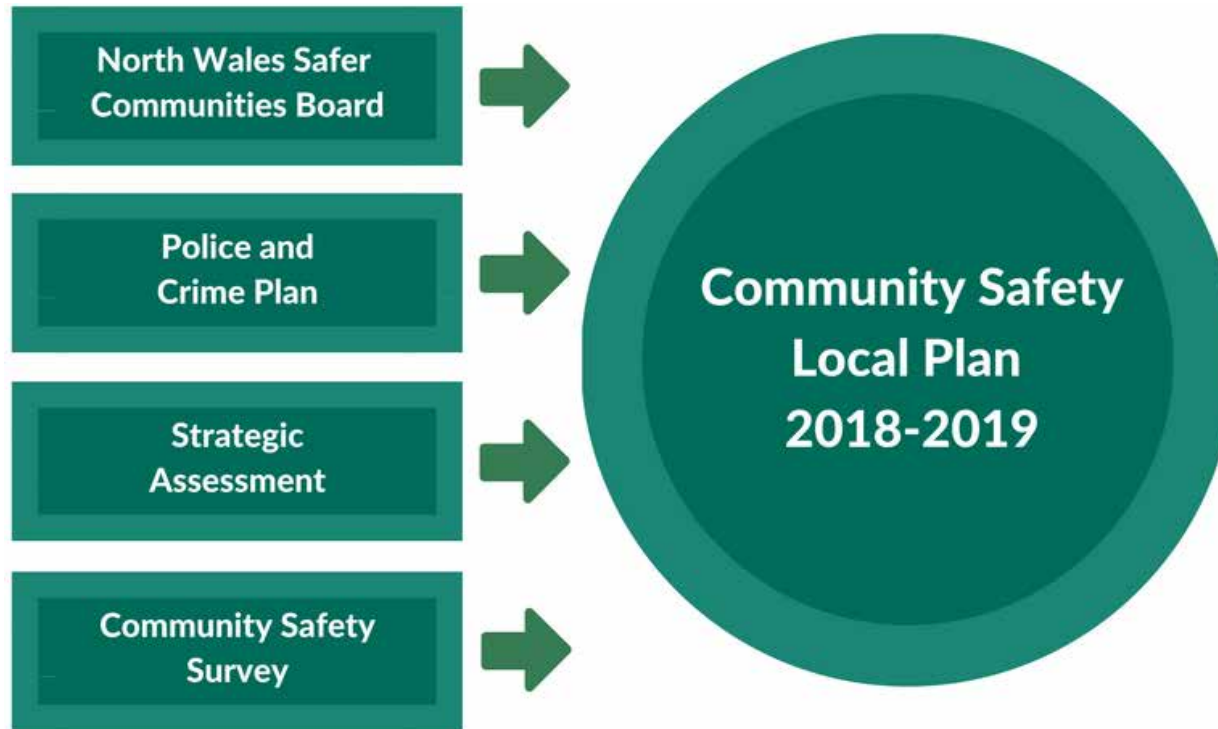 North Wales Safer
Communities Board
Police and
Crime Plan
Strategic
Assessment
Community Safety
Survey
Community Safety
Local Plan
2018-2019